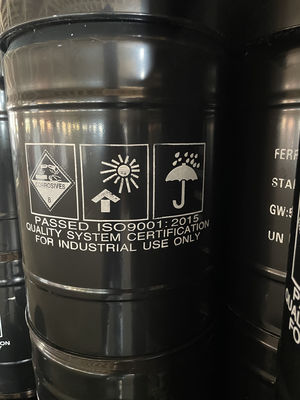 CORROSIVES
8
PASSED ISO9001:2015
QUALITY SYSTEM CERTIFICATION
FOR INDUSTRIAL USE ONLY
FERR
STA
GW:
UN